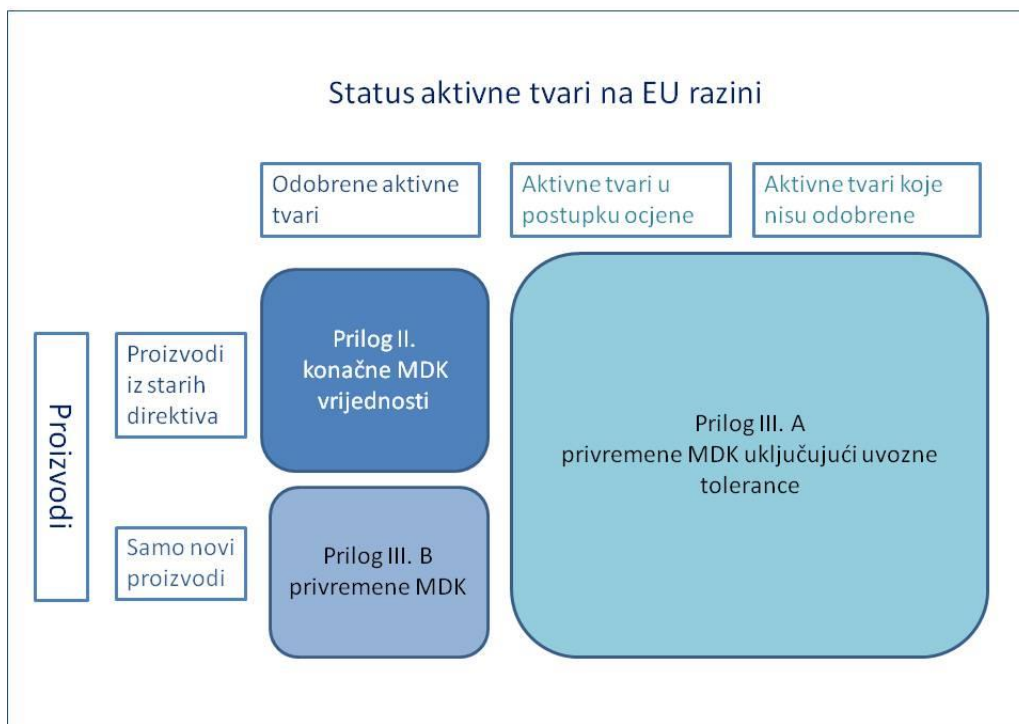 Status aktivne tvari na EU razini
Odobrene aktivne
tvari
Aktivne tvari u
postupku ocjene
Aktivne tvari koje
nisu odobrene
Proizvodi
Proizvodi
iz starih
direktiva
Prilog II.
konačne MDK
vrijednosti
Prilog III. A
privremene MDK uključujući uvozne
tolerance
Samo novi
proizvodi
Prilog III. B
privremene MDK